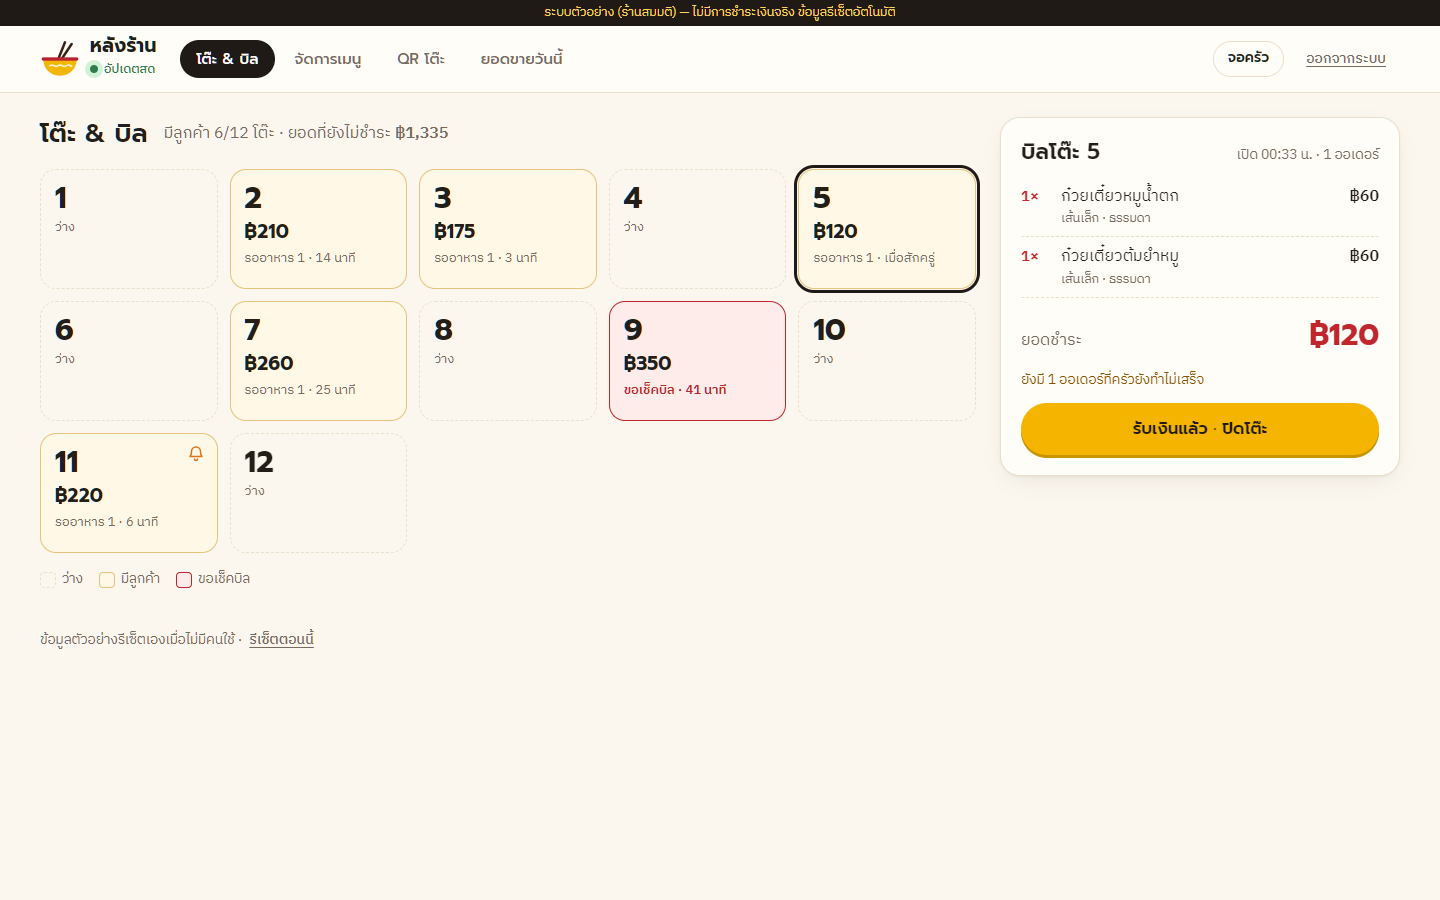 ระบบตัวอย่าง (ร้านสมมติ) — ไม่มีการชำระเงินจริง ข้อมูลรีเซ็ตอัตโนมัติ
หลังร้าน
อัปเดตสด
โต๊ะ & บิล
จัดการเมนู
QR โต๊ะ
ยอดขายวันนี้
จอครัว
ออกจากระบบ
โต๊ะ & บิล
มีลูกค้า 6/12 โต๊ะ · ยอดที่ยังไม่ชำระ ฿1,335
1
ว่าง
2
฿210
รออาหาร 1 · 14 นาที
3
฿175
รออาหาร 1 · 3 นาที
4
ว่าง
5
฿120
รออาหาร 1 · เมื่อสักครู่
6
ว่าง
7
฿260
รออาหาร 1 · 25 นาที
8
ว่าง
9
฿350
ขอเช็คบิล · 41 นาที
10
ว่าง
11
฿220
รออาหาร 1 · 6 นาที
12
ว่าง
ว่าง
มีลูกค้า
ขอเช็คบิล
ข้อมูลตัวอย่างรีเซ็ตเองเมื่อไม่มีคนใช้ · รีเซ็ตตอนนี้
บิลโต๊ะ 5
เปิด 00:33 น. · 1 ออเดอร์
1× ก๋วยเตี๋ยวหมูน้ำตก ฿60
เส้นเล็ก · ธรรมดา
1× ก๋วยเตี๋ยวต้มยำหมู ฿60
เส้นเล็ก · ธรรมดา
ยอดชำระ ฿120
ยังมี 1 ออเดอร์ที่ครัวยังทำไม่เสร็จ
รับเงินแล้ว · ปิดโต๊ะ